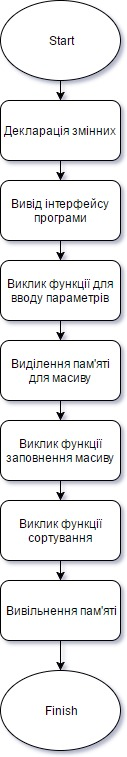 Start
Декларація змінних
Вивід інтерфейсу
програми
Виклик функції для
вводу параметрів
Виділення пам'яті
для масиву
Виклик функції
заповнення масиву
Виклик функції
сортування
Вивільнення пам'яті
Finish